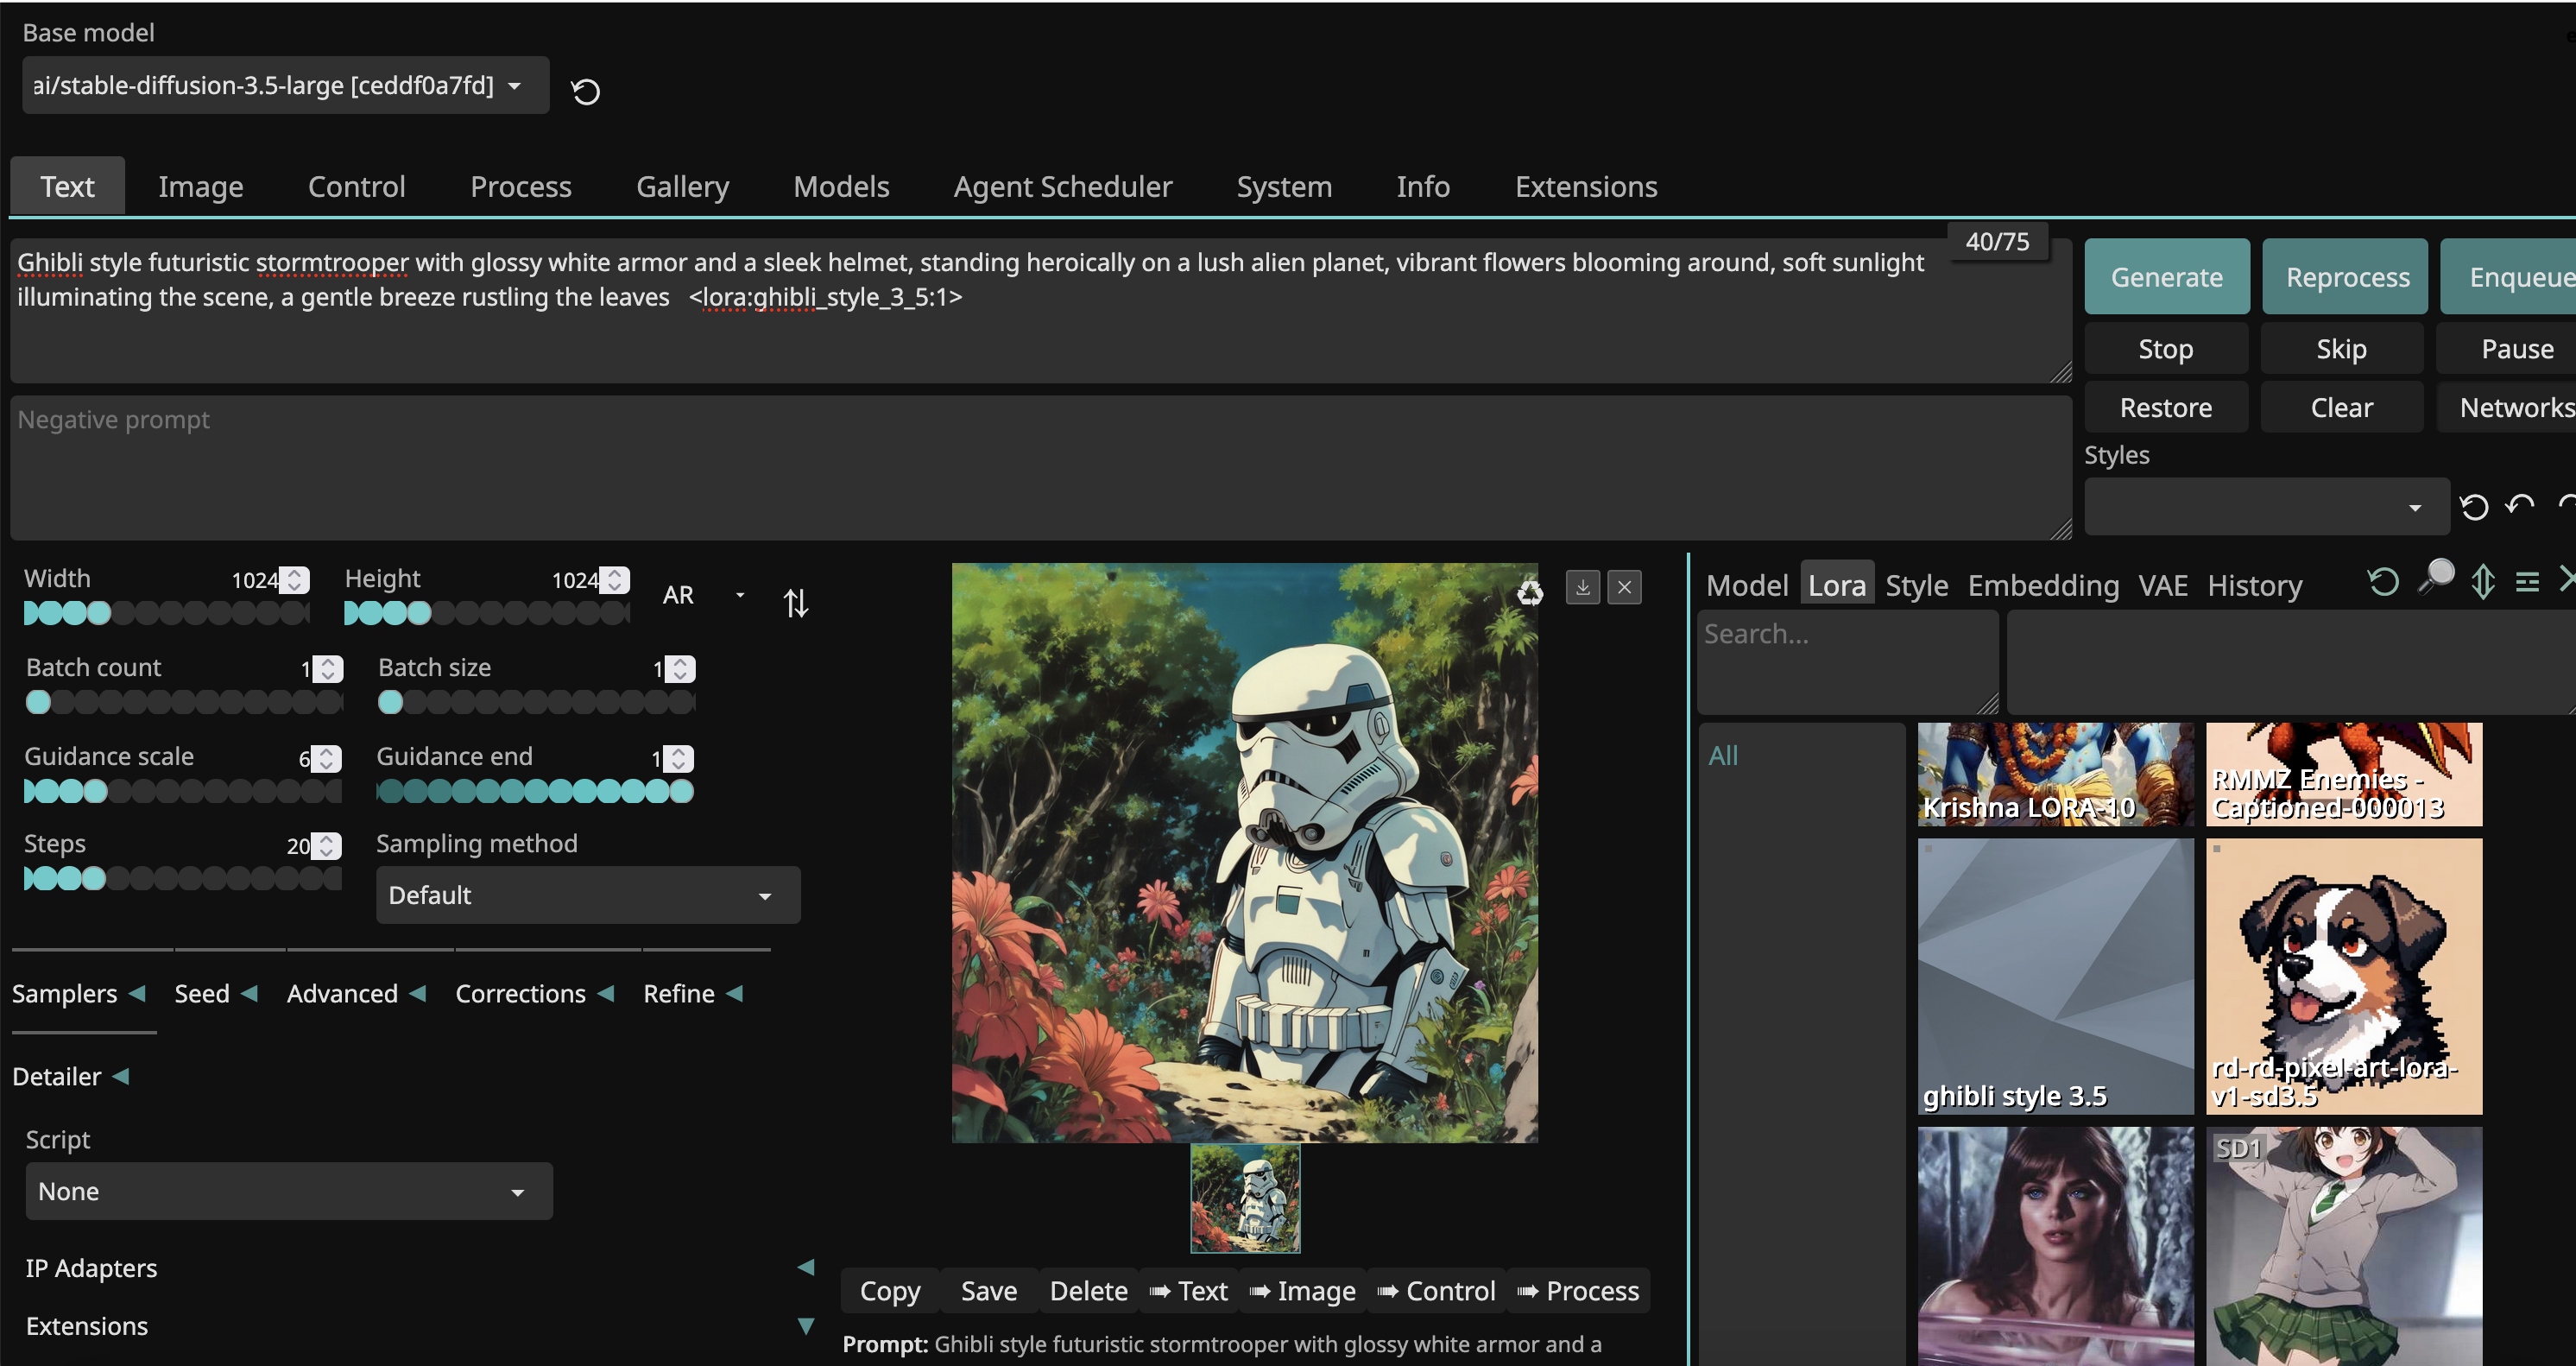 Base model
ai/stable-diffusion-3.5-large [ceddf0a7fd]
Text Image Control Process Gallery Models Agent Scheduler System Info Extensions
40/75
Ghibli style futuristic stormtrooper with glossy white armor and a sleek helmet, standing heroically on a lush alien planet, vibrant flowers blooming around, soft sunlight
illuminating the scene, a gentle breeze rustling the leaves <lora:ghibli_style_3_5:1>
Generate Reprocess Enqueue
Stop Skip Pause
Restore Clear Networks
Negative prompt
Styles
Width 1024 Height 1024 AR
Batch count 1 Batch size 1
Guidance scale 6 Guidance end 1
Steps 20 Sampling method
Default
Samplers Seed Advanced Corrections Refine
Detailer
Script
None
IP Adapters
Extensions
Copy Save Delete ➠ Text ➠ Image ➠ Control ➠ Process
Prompt: Ghibli style futuristic stormtrooper with glossy white armor and a
Model Lora Style Embedding VAE History
Search...
All
Krishna LORA-10
RMMZ Enemies -
Captioned-000013
ghibli style 3.5
rd-rd-pixel-art-lora-
v1-sd3.5
SD1